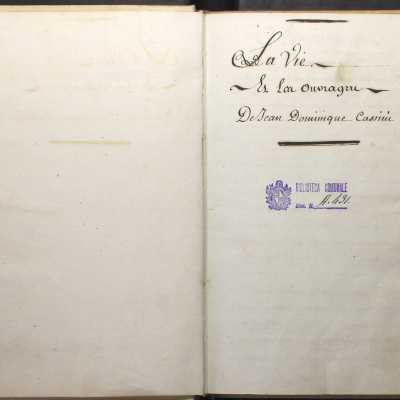 La Vie
Et Les Ouvrages
De Jean Dominique Cassini
BIBLIOTECA COMUNALE